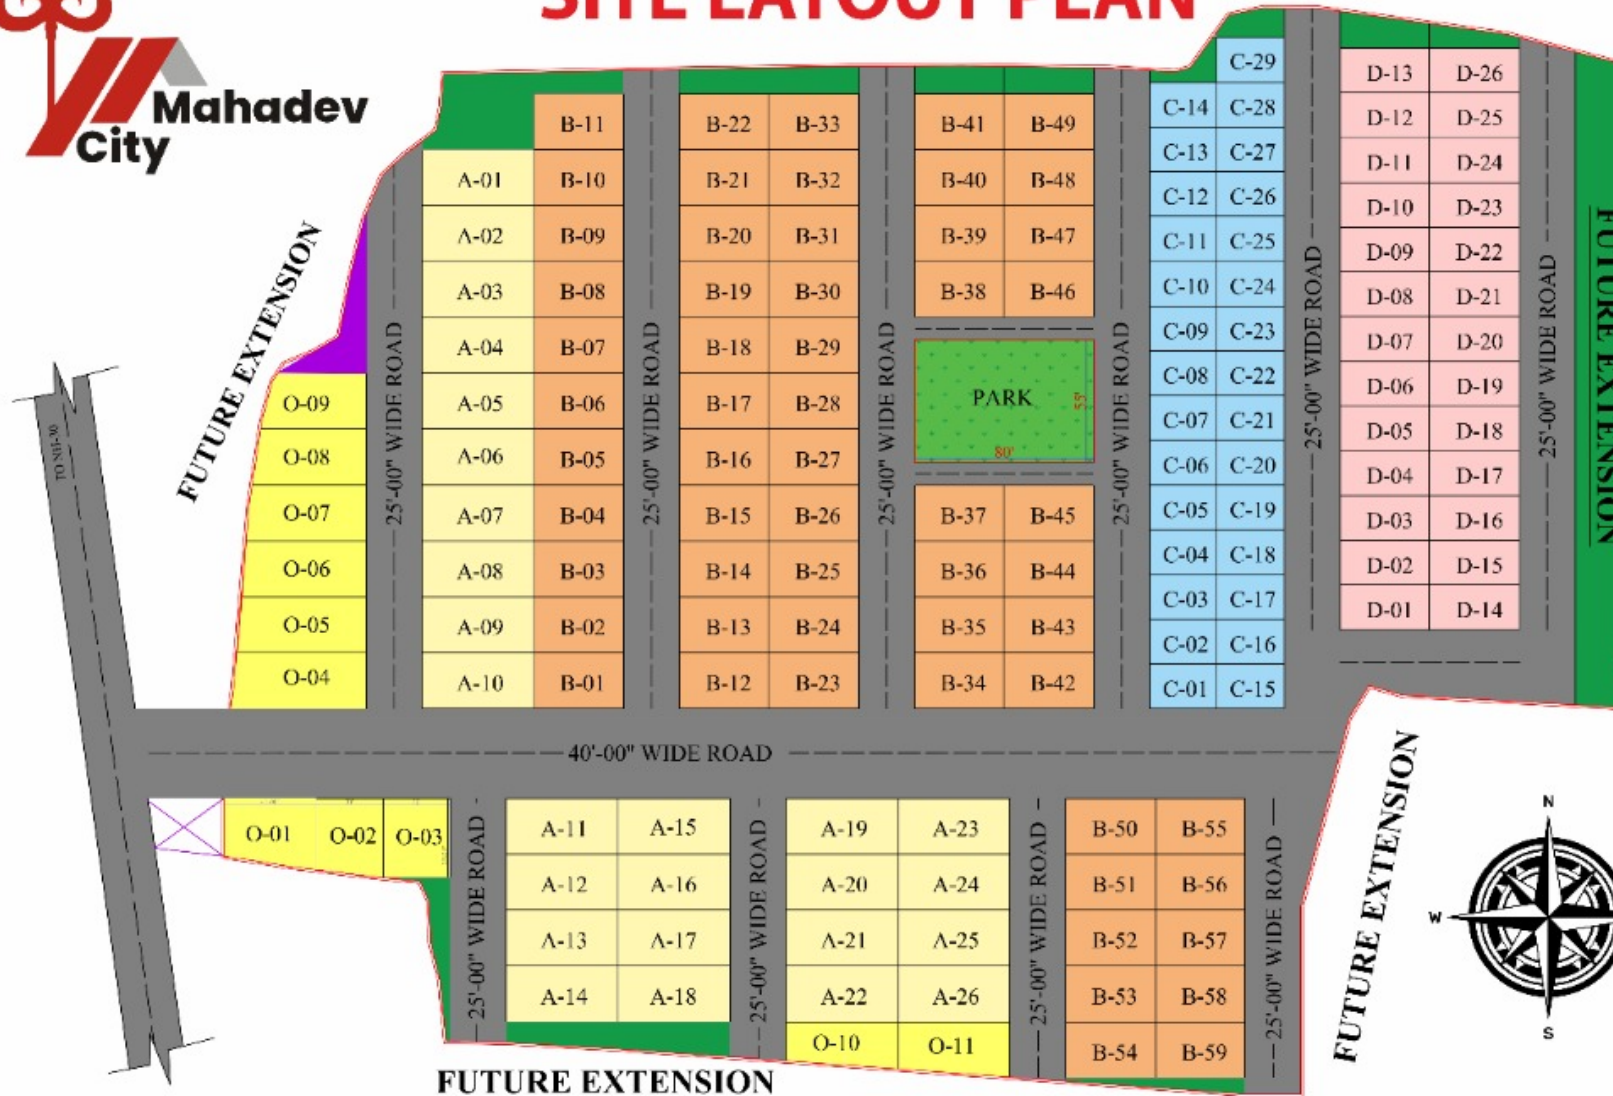 SITE LAYOUT PLAN
Mahadev
City
FUTURE EXTENSION
TO NH-30
O-09
O-08
O-07
O-06
O-05
O-04
25'-00" WIDE ROAD
A-01
A-02
A-03
A-04
A-05
A-06
A-07
A-08
A-09
A-10
B-11
B-10
B-09
B-08
B-07
B-06
B-05
B-04
B-03
B-02
B-01
25'-00" WIDE ROAD
B-22 B-33
B-21 B-32
B-20 B-31
B-19 B-30
B-18 B-29
B-17 B-28
B-16 B-27
B-15 B-26
B-14 B-25
B-13 B-24
B-12 B-23
25'-00" WIDE ROAD
B-41 B-49
B-40 B-48
B-39 B-47
B-38 B-46
PARK
55'
80'
B-37 B-45
B-36 B-44
B-35 B-43
B-34 B-42
25'-00" WIDE ROAD
C-29
C-14 C-28
C-13 C-27
C-12 C-26
C-11 C-25
C-10 C-24
C-09 C-23
C-08 C-22
C-07 C-21
C-06 C-20
C-05 C-19
C-04 C-18
C-03 C-17
C-02 C-16
C-01 C-15
25'-00" WIDE ROAD
D-13 D-26
D-12 D-25
D-11 D-24
D-10 D-23
D-09 D-22
D-08 D-21
D-07 D-20
D-06 D-19
D-05 D-18
D-04 D-17
D-03 D-16
D-02 D-15
D-01 D-14
25'-00" WIDE ROAD
FUTURE EXTENSION
40'-00" WIDE ROAD
O-01 O-02 O-03
25'-00" WIDE ROAD
A-11 A-15
A-12 A-16
A-13 A-17
A-14 A-18
25'-00" WIDE ROAD
A-19 A-23
A-20 A-24
A-21 A-25
A-22 A-26
O-10 O-11
25'-00" WIDE ROAD
B-50 B-55
B-51 B-56
B-52 B-57
B-53 B-58
B-54 B-59
25'-00" WIDE ROAD
FUTURE EXTENSION
N
W
S
FUTURE EXTENSION